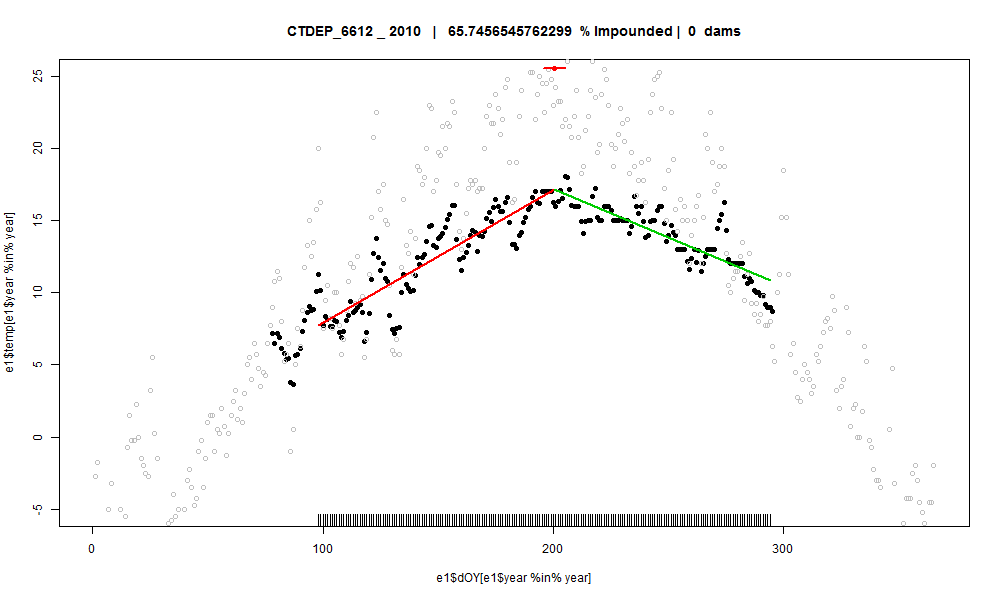 CTDEP_6612 _ 2010 | 65.7456545762299 % Impounded | 0 dams
25
20
15
10
5
0
-5
e1$temp[e1$year %in% year]
0 100 200 300
e1$dOY[e1$year %in% year]